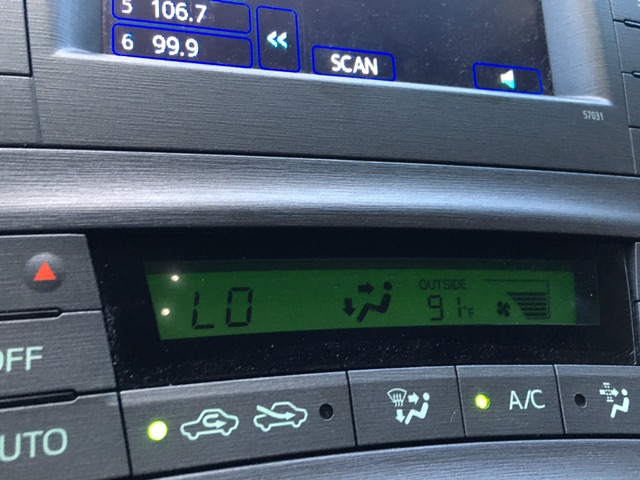 5 106.7
6 99.9
<<
SCAN
57031
LO
OUTSIDE
91°F
OFF
AUTO
A/C